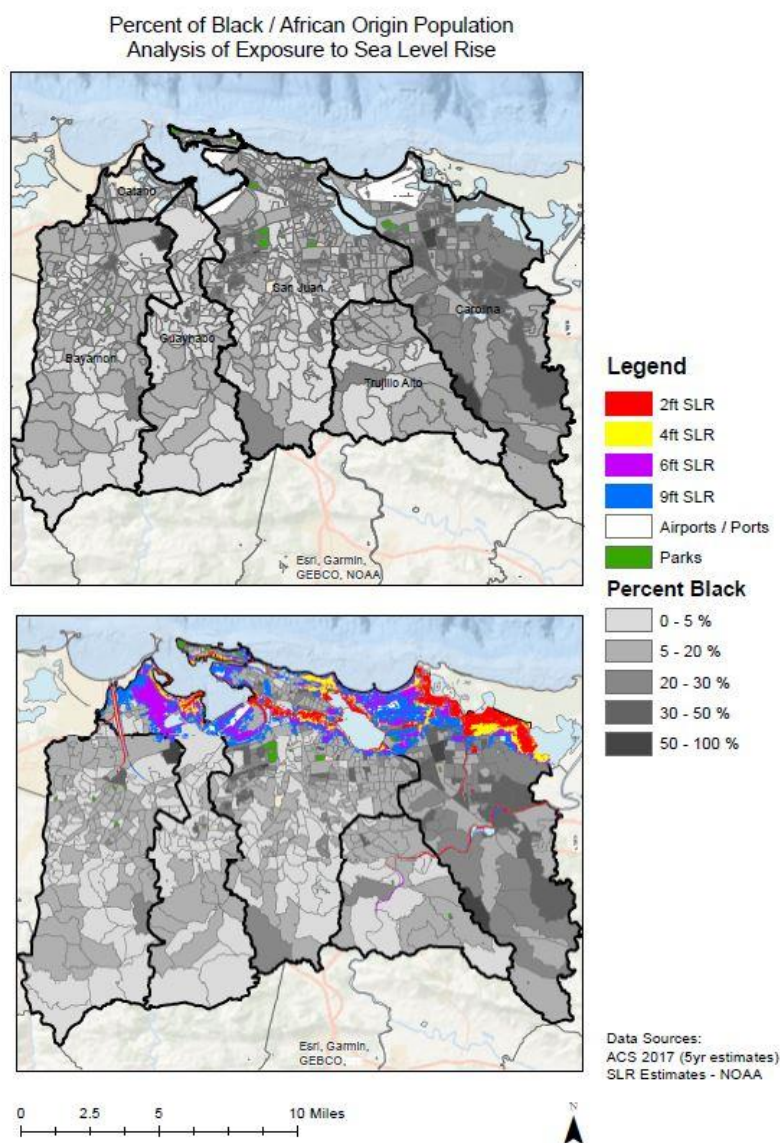 Percent of Black / African Origin Population
Analysis of Exposure to Sea Level Rise
Catano
San Juan
Carolina
Guaynabo
Bayamon
Trujillo Alto
Esri, Garmin,
GEBCO, NOAA
Legend
2ft SLR
4ft SLR
6ft SLR
9ft SLR
Airports / Ports
Parks
Percent Black
0 - 5 %
5 - 20 %
20 - 30 %
30 - 50 %
50 - 100 %
Esri, Garmin,
GEBCO,
Data Sources:
ACS 2017 (5yr estimates)
SLR Estimates - NOAA
0 2.5 5 10 Miles
N